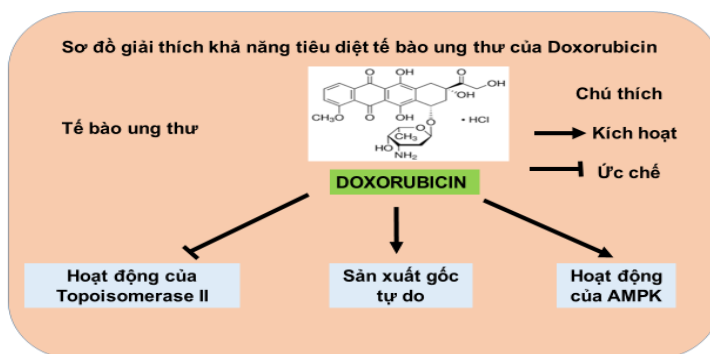 Sơ đồ giải thích khả năng tiêu diệt tế bào ung thư của Doxorubicin
Tế bào ung thư
O OH O OH
OH
CH₃O O OH O
• HCl
CH₃ O
HO
NH₂
DOXORUBICIN
Chú thích
Kích hoạt
Ức chế
Hoạt động của
Topoisomerase II
Sản xuất gốc
tự do
Hoạt động
của AMPK